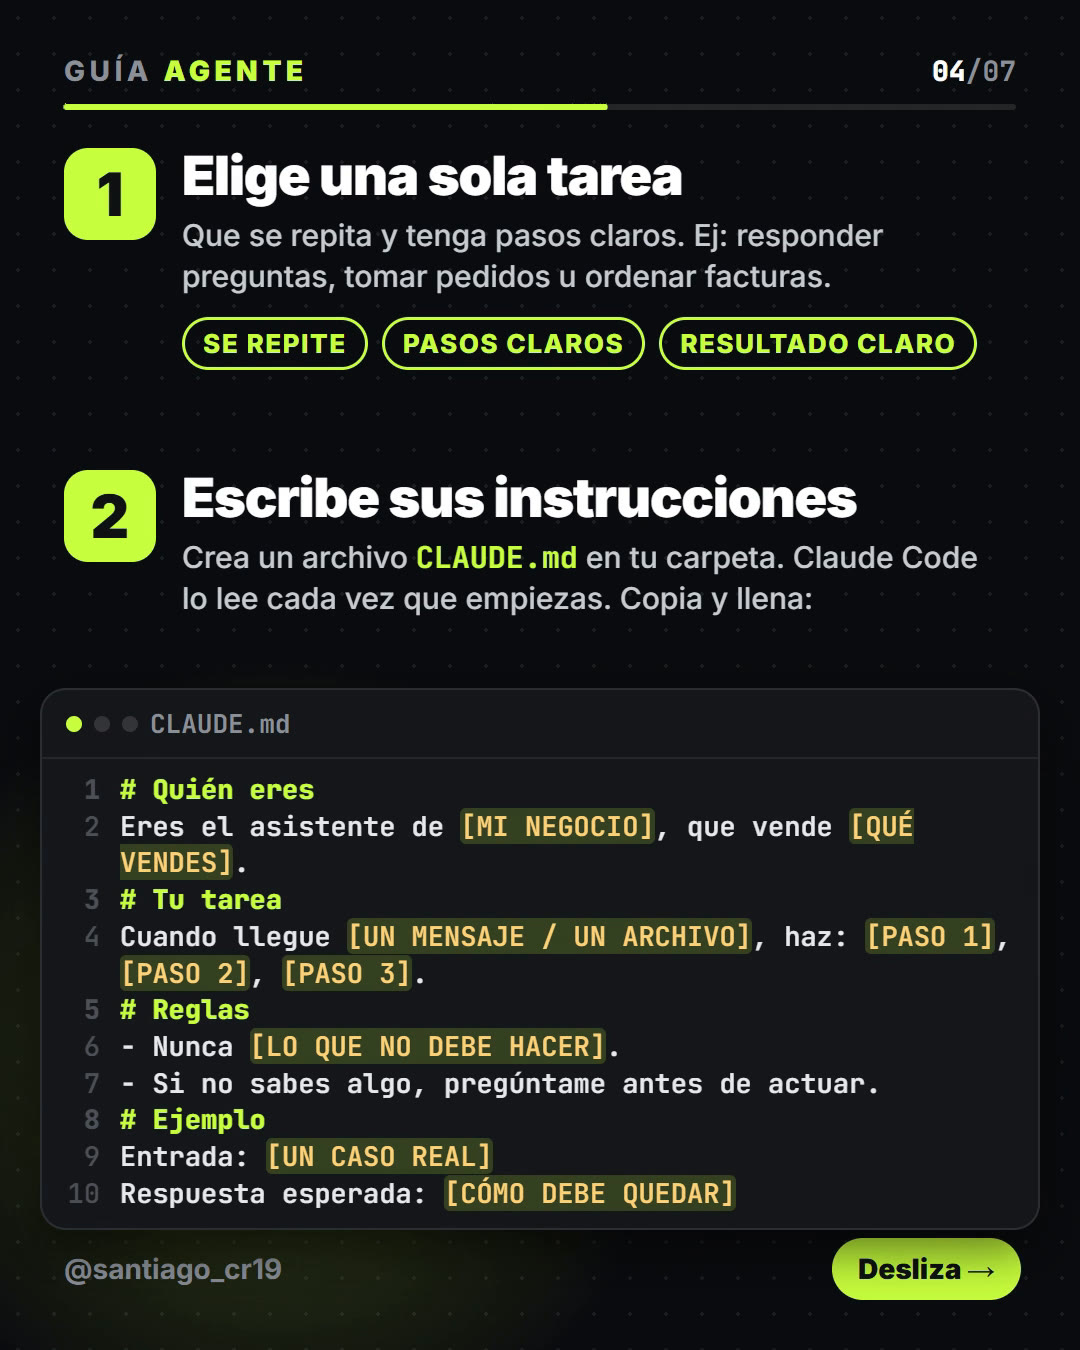 GUÍA AGENTE
04/07
1
Elige una sola tarea
Que se repita y tenga pasos claros. Ej: responder
preguntas, tomar pedidos u ordenar facturas.
SE REPITE
PASOS CLAROS
RESULTADO CLARO
2
Escribe sus instrucciones
Crea un archivo CLAUDE.md en tu carpeta. Claude Code
lo lee cada vez que empiezas. Copia y llena:
CLAUDE.md
1 # Quién eres
2 Eres el asistente de [MI NEGOCIO], que vende [QUÉ
VENDES].
3 # Tu tarea
4 Cuando llegue [UN MENSAJE / UN ARCHIVO], haz: [PASO 1],
[PASO 2], [PASO 3].
5 # Reglas
6 - Nunca [LO QUE NO DEBE HACER].
7 - Si no sabes algo, pregúntame antes de actuar.
8 # Ejemplo
9 Entrada: [UN CASO REAL]
10 Respuesta esperada: [CÓMO DEBE QUEDAR]
@santiago_cr19
Desliza →